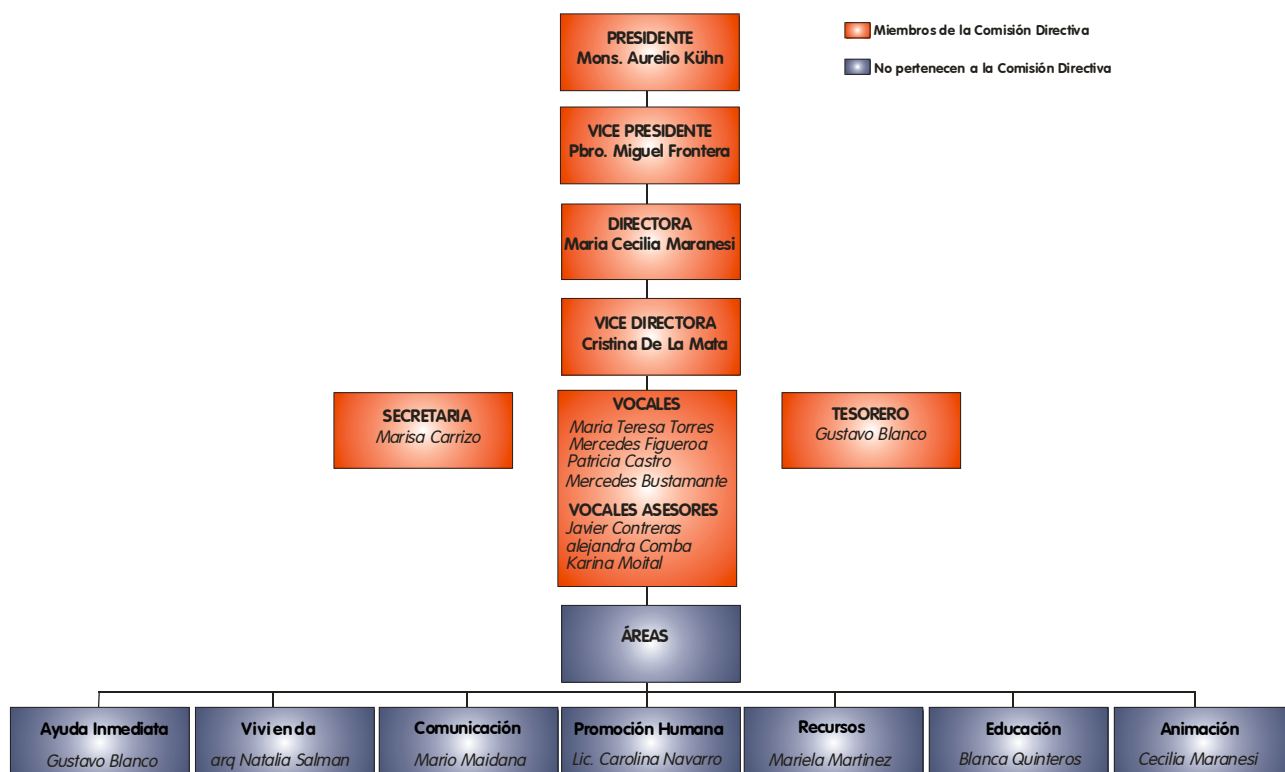 PRESIDENTE
Mons. Aurelio Kühn
Miembros de la Comisión Directiva
No pertenecen a la Comisión Directiva
VICE PRESIDENTE
Pbro. Miguel Frontera
DIRECTORA
Maria Cecilia Maranesi
VICE DIRECTORA
Cristina De La Mata
SECRETARIA
Marisa Carrizo
VOCALES
Maria Teresa Torres
Mercedes Figueroa
Patricia Castro
Mercedes Bustamante
VOCALES ASESORES
Javier Contreras
alejandra Comba
Karina Moital
TESORERO
Gustavo Blanco
ÁREAS
Ayuda Inmediata
Gustavo Blanco
Vivienda
arq Natalia Salman
Comunicación
Mario Maidana
Promoción Humana
Lic. Carolina Navarro
Recursos
Mariela Martinez
Educación
Blanca Quinteros
Animación
Cecilia Maranesi